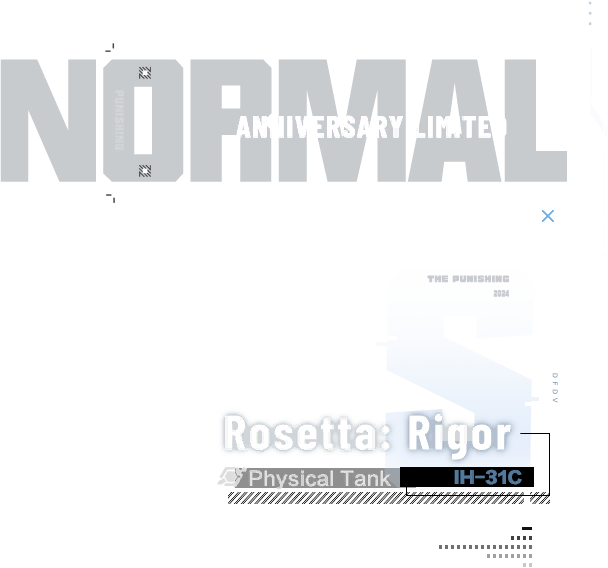 NORMAL
PUNISHING
ANNIVERSARY LIMITED
THE PUNISHING
2024
S
DFDV
Rosetta: Rigor
Physical Tank IH-31C